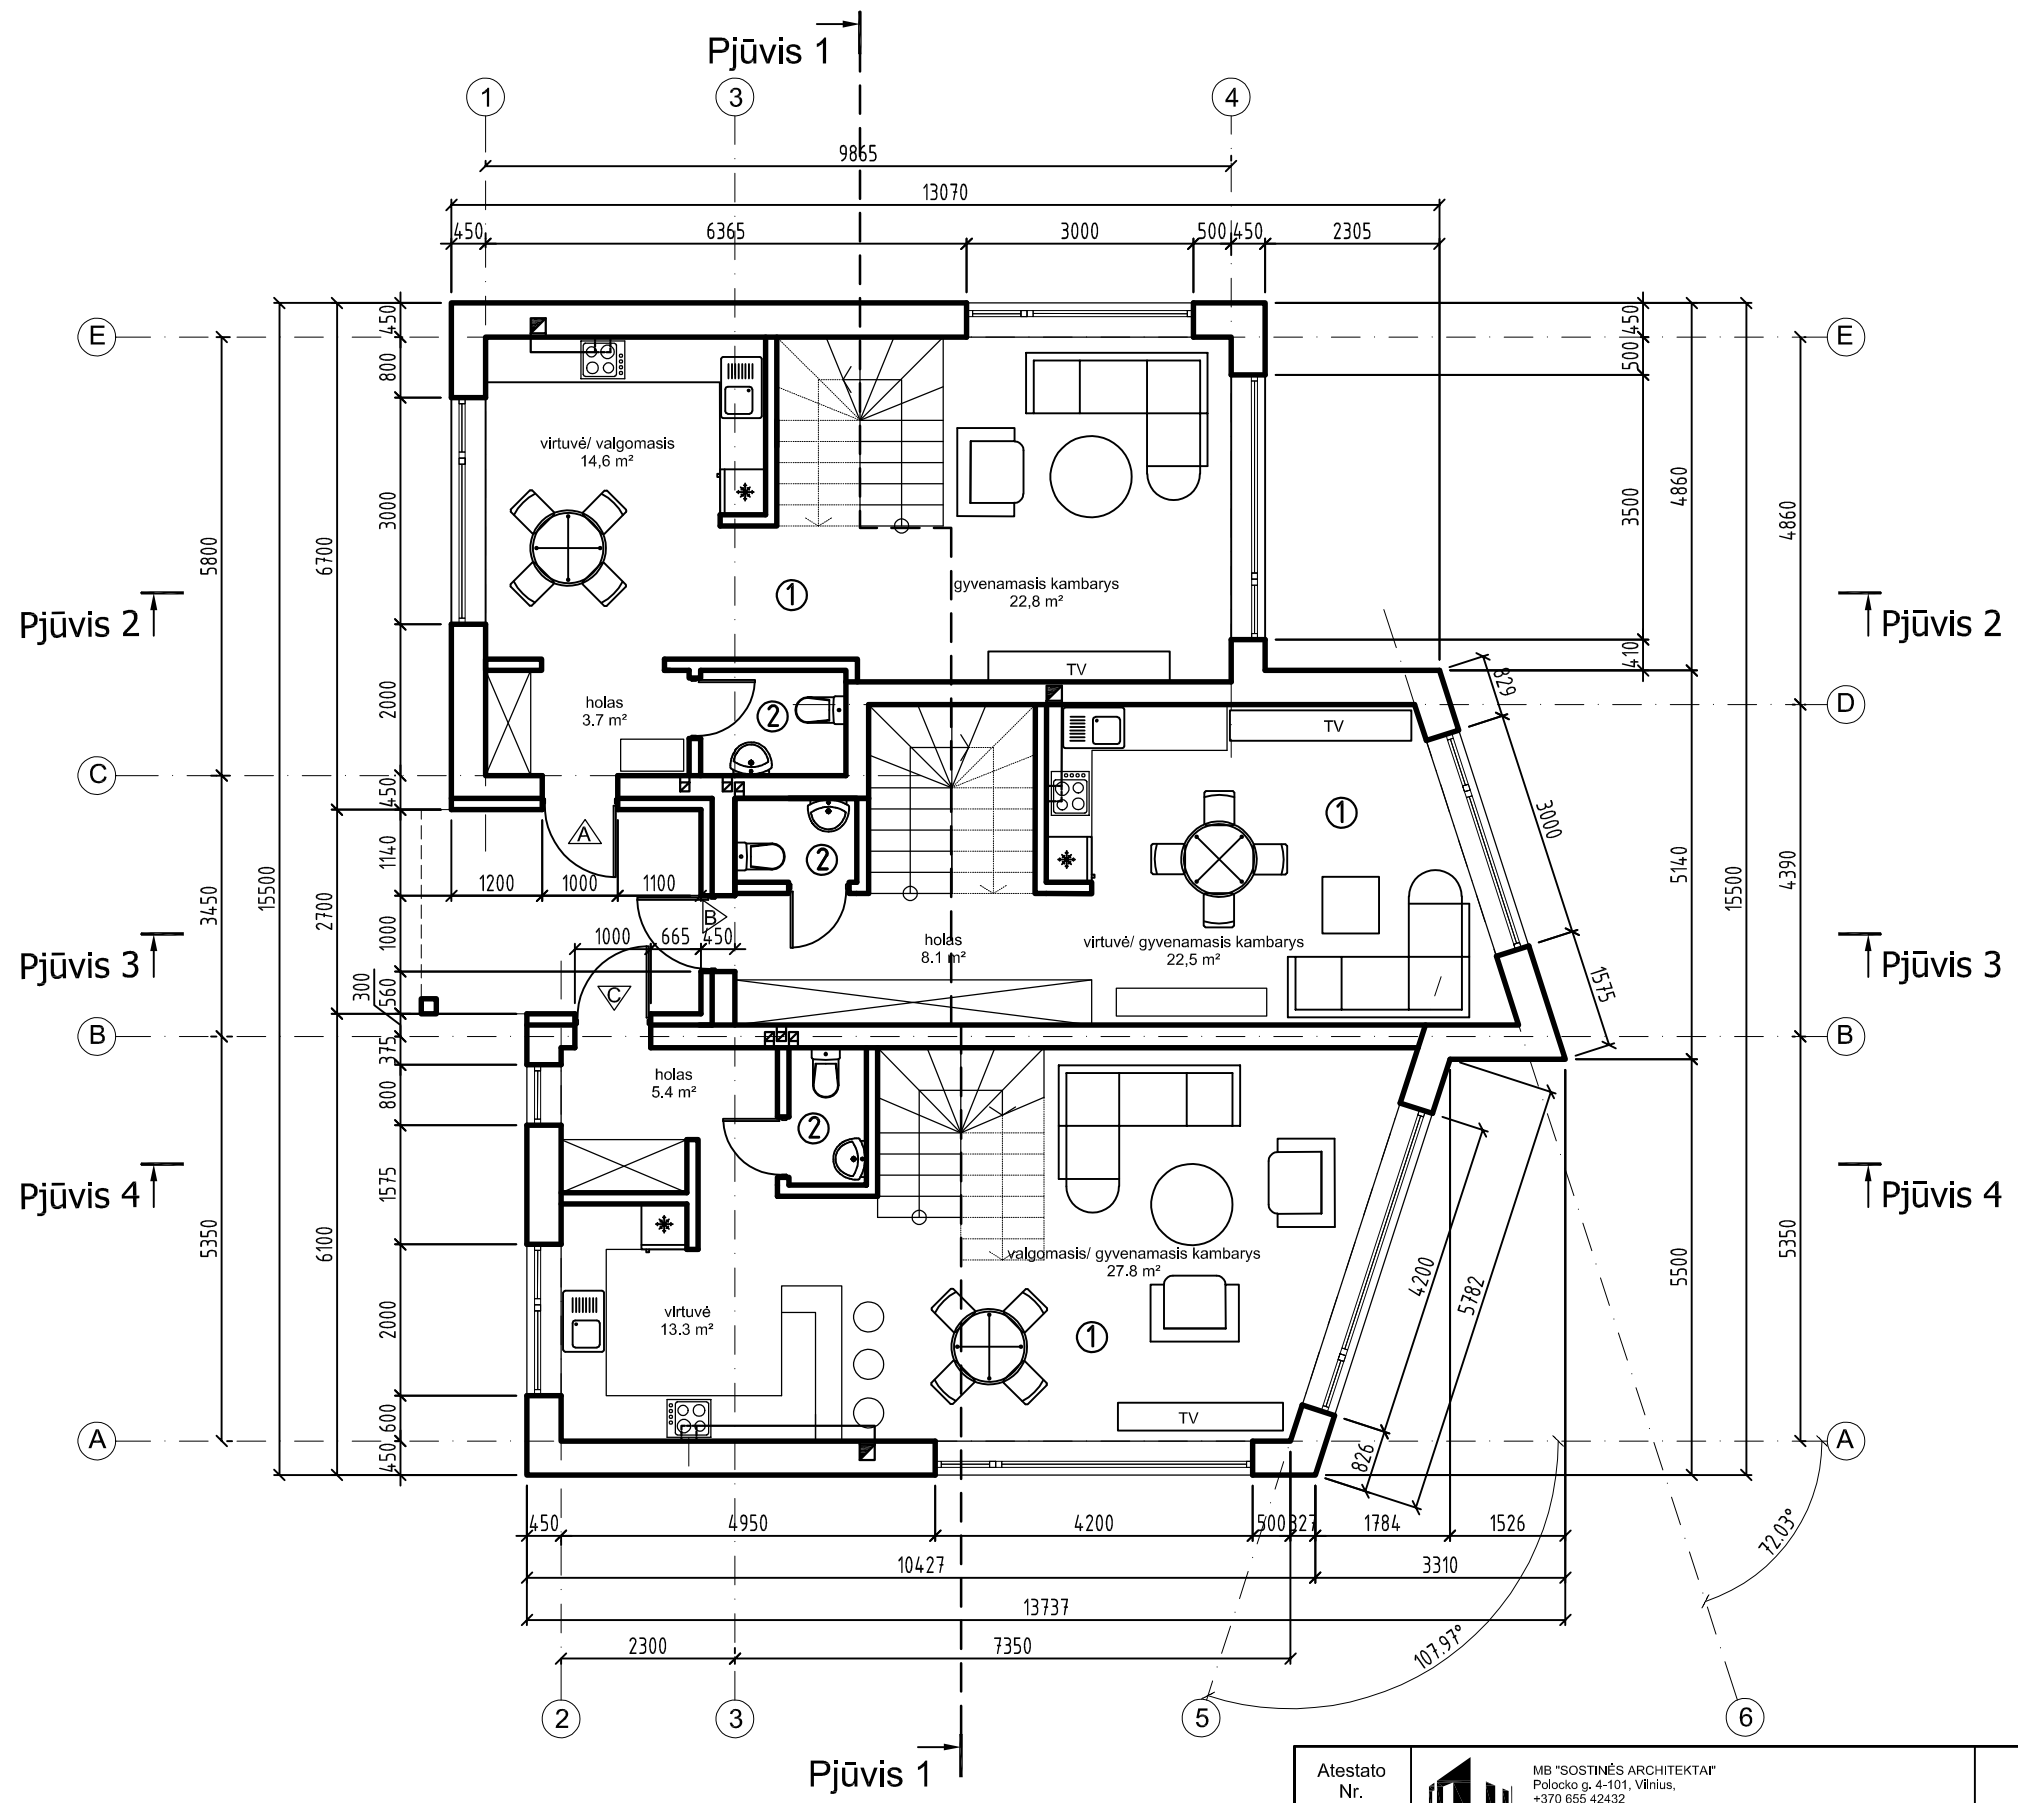 Pjūvis 1
1
3
4
9865
13070
450
6365
3000
500
450
2305
E
E
450
800
3000
2000
450
1140
1000
560
300
375
800
1575
2000
600
450
5800
3450
5350
6700
2700
6100
15500
450
500
3500
410
4860
5140
5500
15500
4860
4390
5350
virtuvė/ valgomasis
14,6 m²
1
gyvenamasis kambarys
22,8 m²
Pjūvis 2
Pjūvis 2
TV
holas
3.7 m²
2
829
D
TV
C
A
3000
1
2
1200
1000
1100
B
1000
665
450
holas
8.1 m²
virtuvė/ gyvenamasis kambarys
22,5 m²
Pjūvis 3
Pjūvis 3
1575
C
B
B
holas
5.4 m²
2
Pjūvis 4
Pjūvis 4
valgomasis/ gyvenamasis kambarys
27.8 m²
4200
5782
virtuvė
13.3 m²
1
TV
A
A
826
450
4950
4200
500
327
1784
1526
10427
3310
13737
2300
7350
72.03°
107.97°
2
3
5
6
Pjūvis 1
Atestato
Nr.
MB "SOSTINĖS ARCHITEKTAI"
Polocko g. 4-101, Vilnius,
+370 655 42432